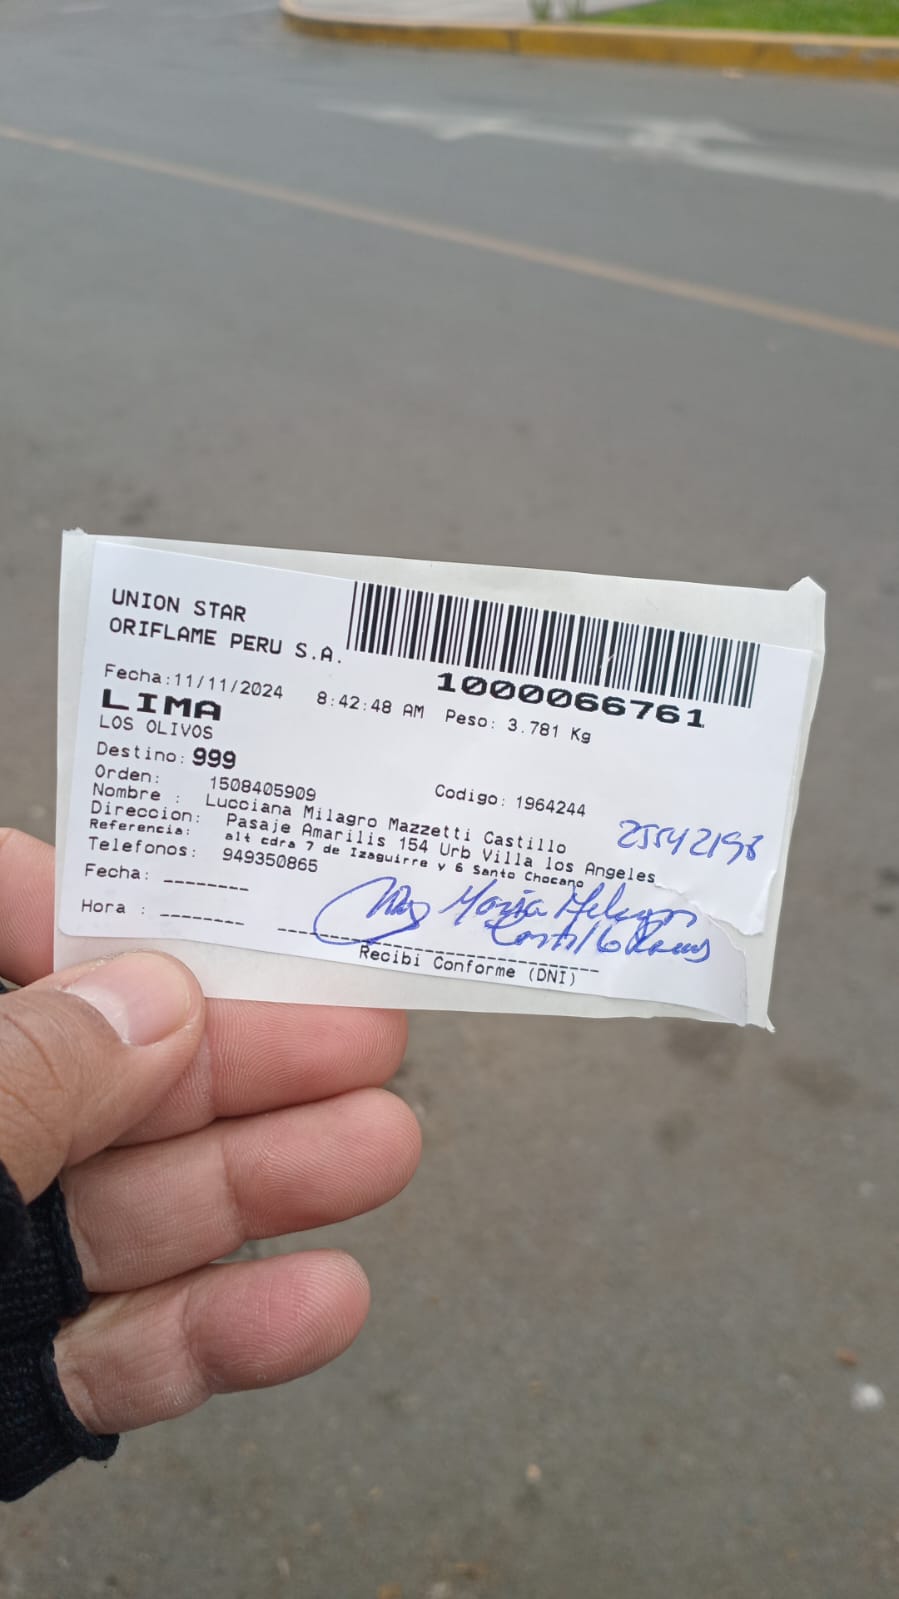 UNION STAR
ORIFLAME PERU S.A.
1000066761
Fecha:11/11/2024 8:42:48 AM Peso: 3.781 Kg
LIMA
LOS OLIVOS
Destino: 999
Orden: 1508405909 Codigo: 1964244
Nombre : Lucciana Milagro Mazzetti Castillo
Direccion: Pasaje Amarilis 154 Urb Villa los Angeles
Referencia: alt cdra 7 de Izaguirre y 6 Santo Chocano
Telefonos: 949350865
25542198
Fecha: --------
Maria
Castillo
Hora : --------
Recibi Conforme (DNI)